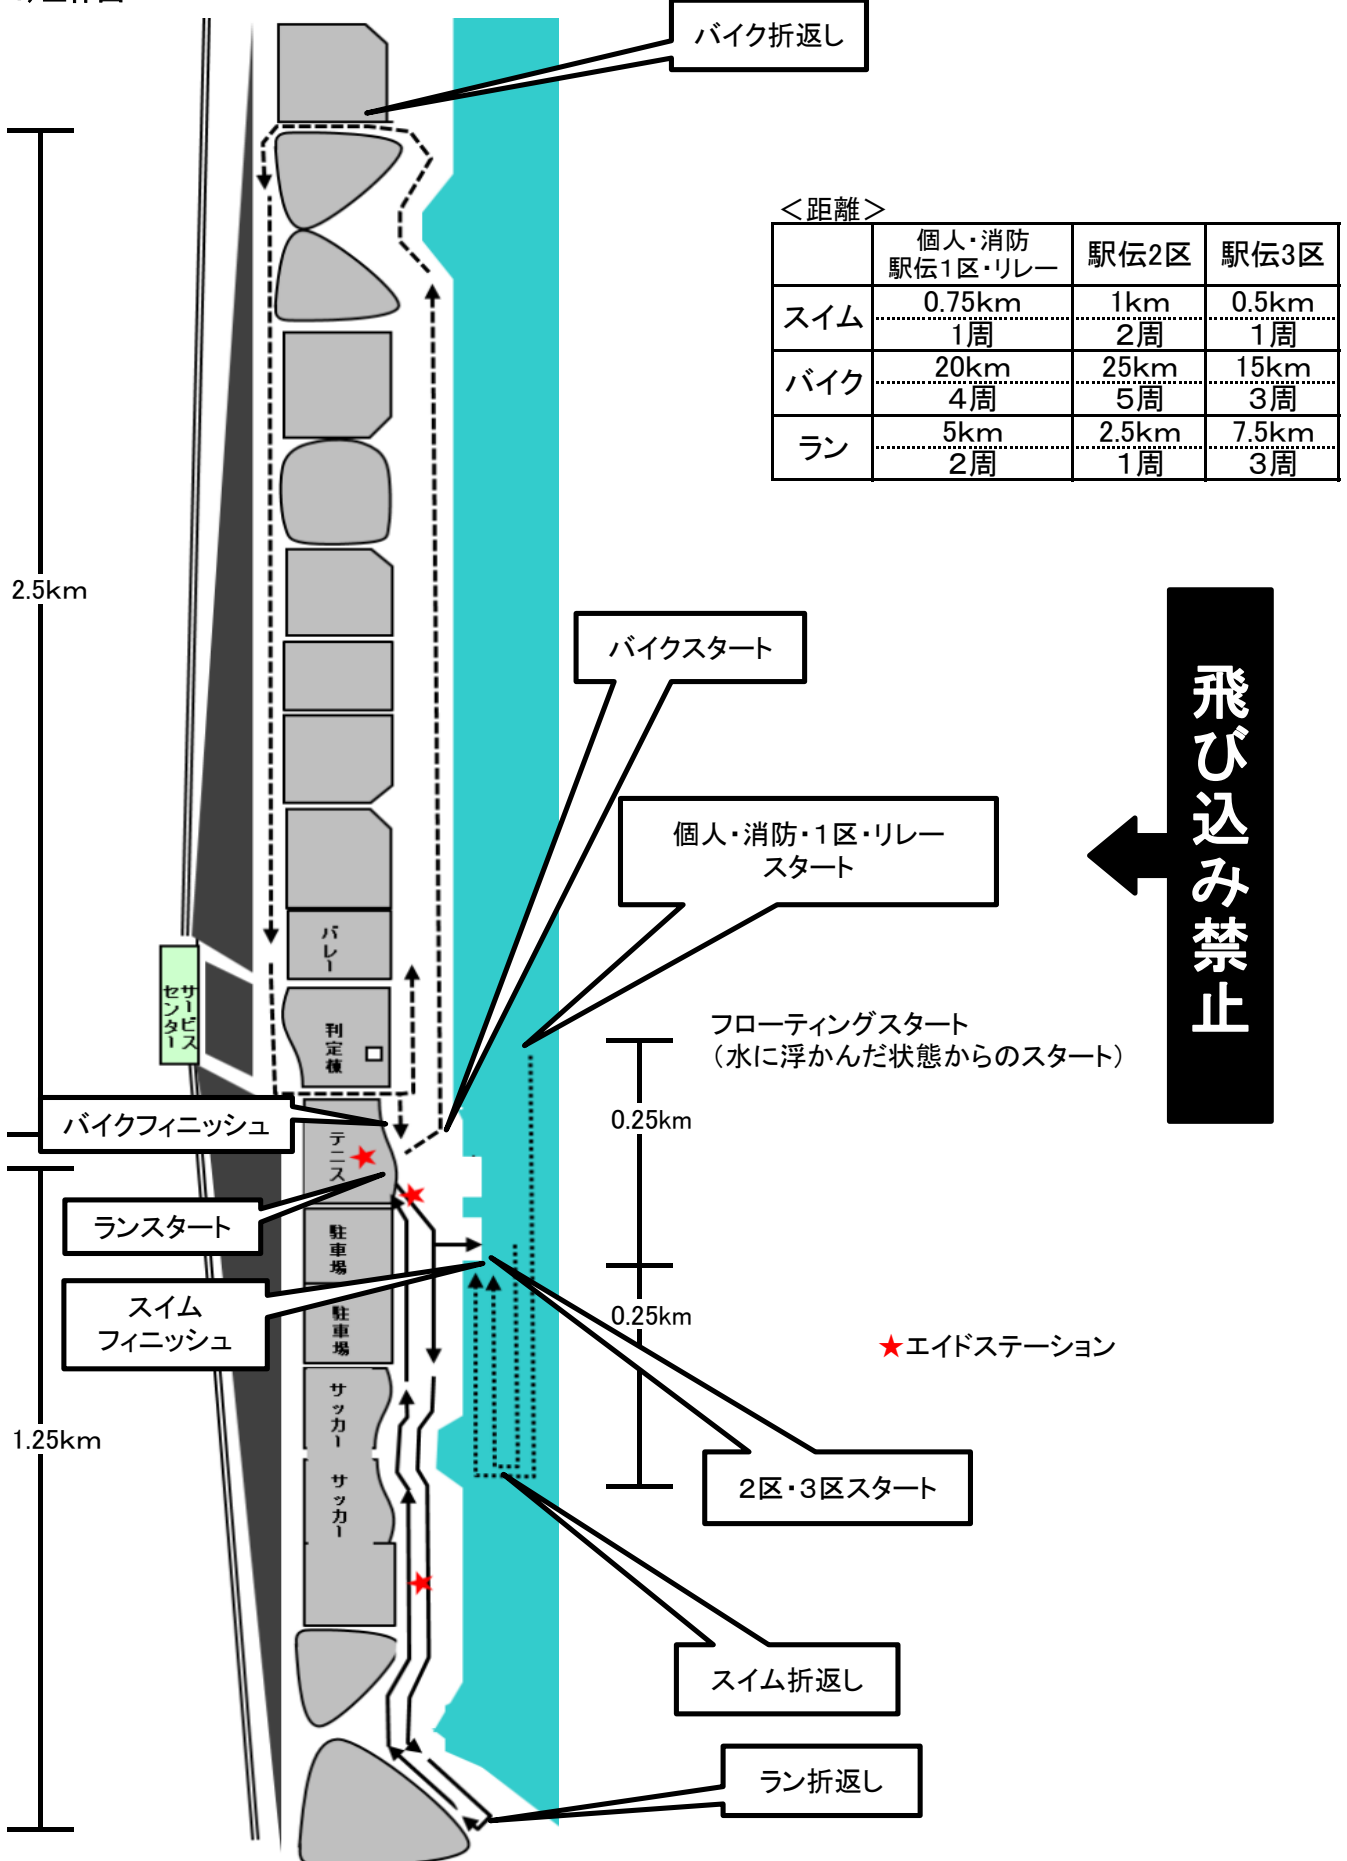 バイク折返し
＜距離＞
個人・消防
駅伝1区・リレー
駅伝2区
駅伝3区
スイム
0.75km
1km
0.5km
1周
2周
1周
バイク
20km
25km
15km
4周
5周
3周
ラン
5km
2.5km
7.5km
2周
1周
3周
2.5km
バイクスタート
飛び込み禁止
個人・消防・1区・リレー
スタート
バレー
サービス
センター
判定棟
フローティングスタート
（水に浮かんだ状態からのスタート）
バイクフィニッシュ
テニス
0.25km
ランスタート
駐車場
スイム
フィニッシュ
駐車場
0.25km
★エイドステーション
サッカー
1.25km
サッカー
2区・3区スタート
スイム折返し
ラン折返し